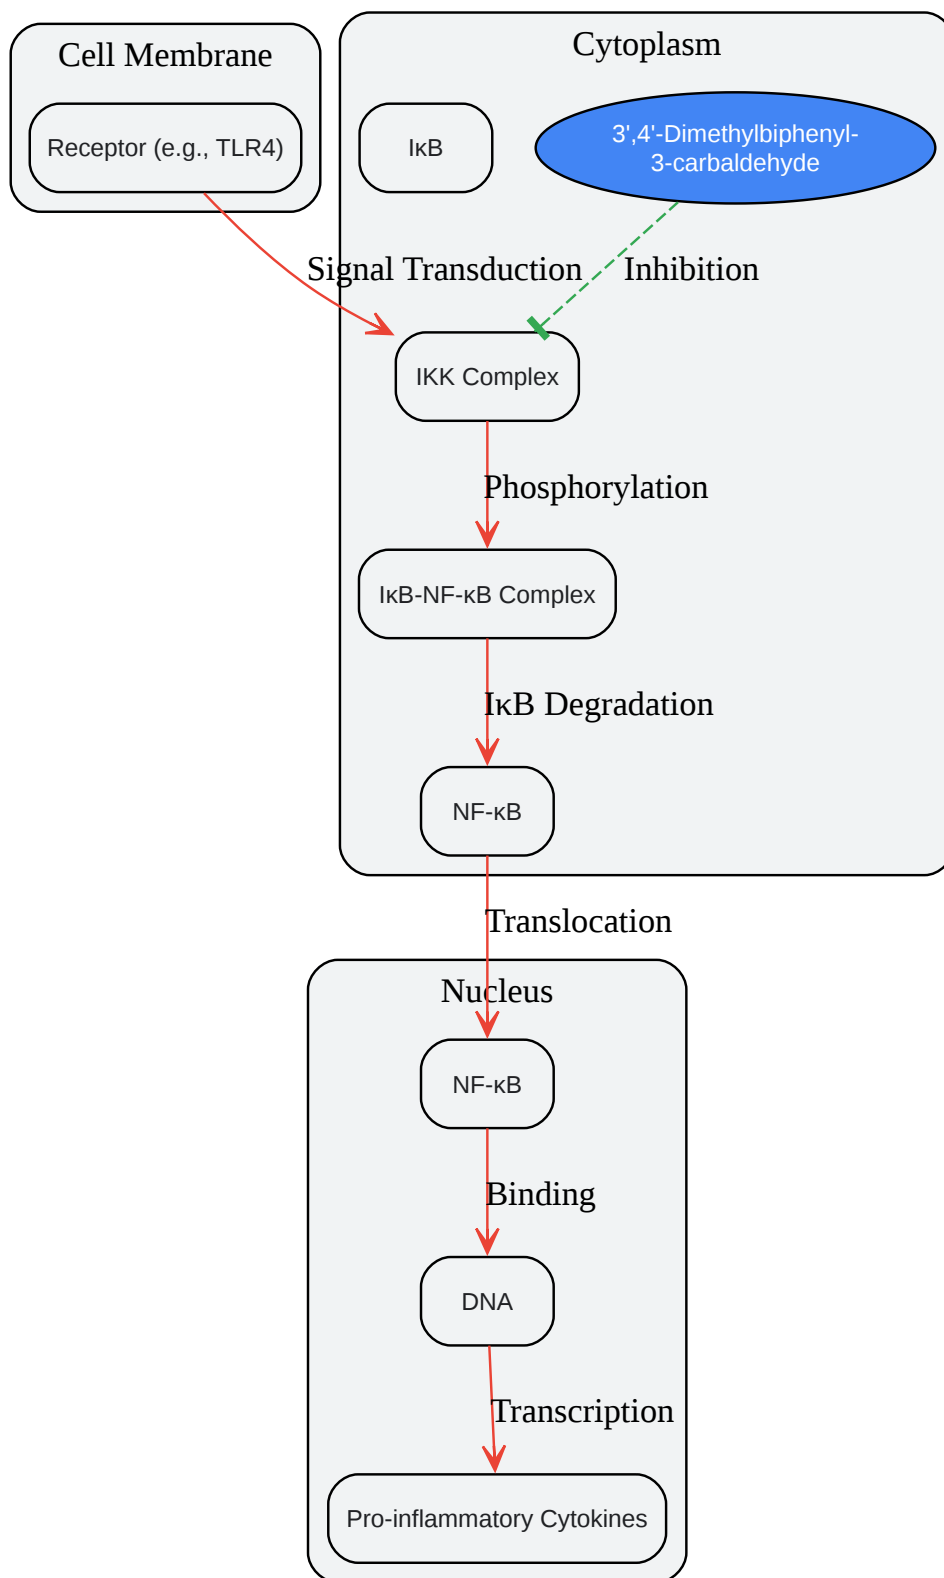 Cell Membrane
Receptor (e.g., TLR4)
Cytoplasm
IκB
3',4'-Dimethylbiphenyl-
3-carbaldehyde
Signal Transduction
Inhibition
IKK Complex
Phosphorylation
IκB-NF-κB Complex
IκB Degradation
NF-κB
Translocation
Nucleus
NF-κB
Binding
DNA
Transcription
Pro-inflammatory Cytokines